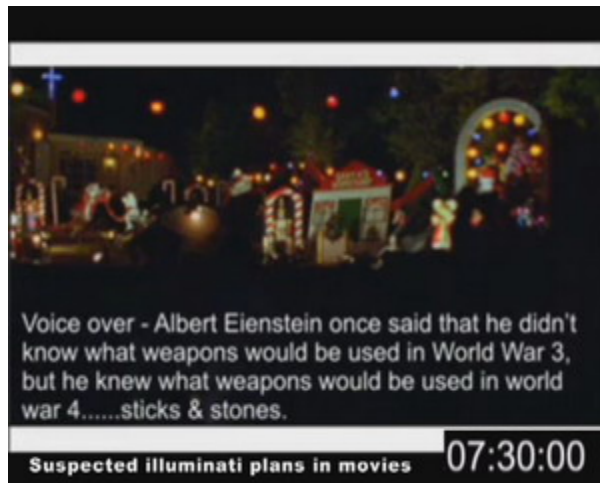 Voice over - Albert Eienstein once said that he didn't
know what weapons would be used in World War 3,
but he knew what weapons would be used in world
war 4......sticks & stones.
Suspected illuminati plans in movies
07:30:00